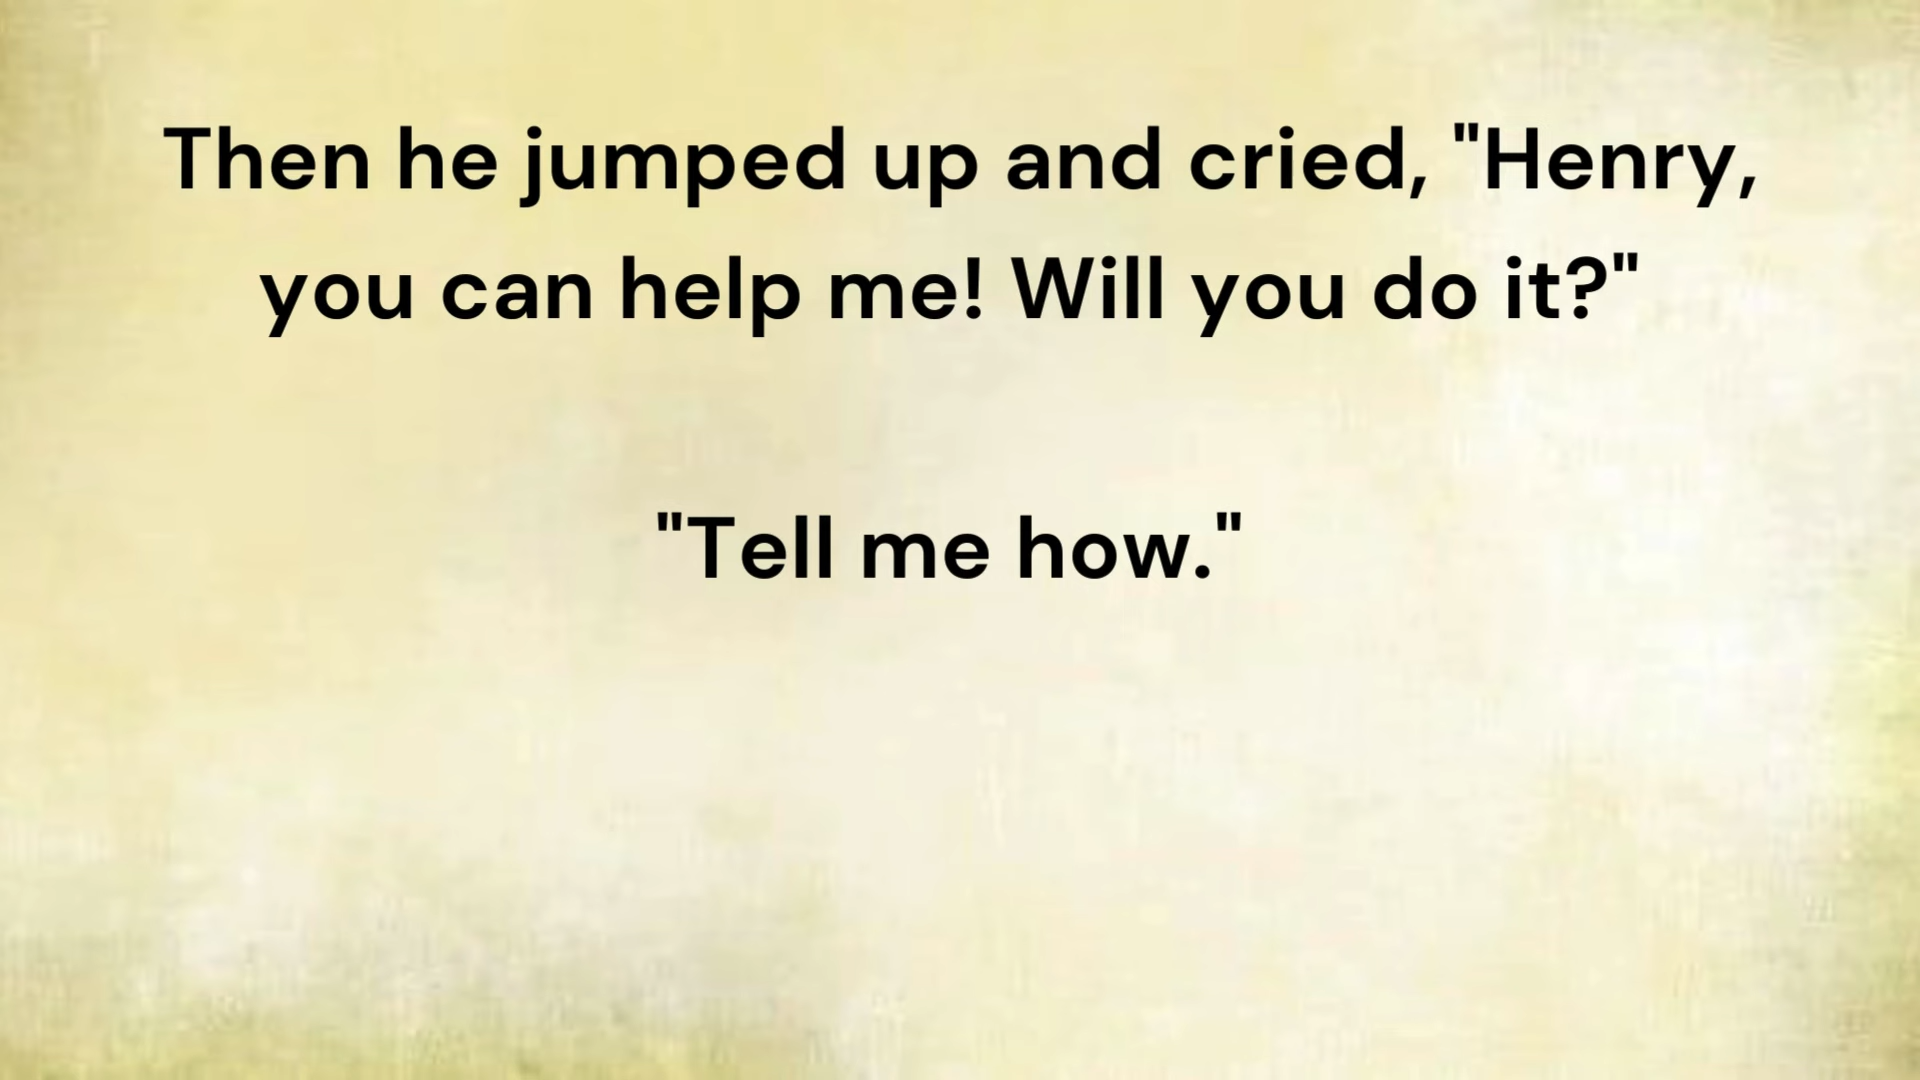 Then he jumped up and cried, "Henry,
you can help me! Will you do it?"
"Tell me how."